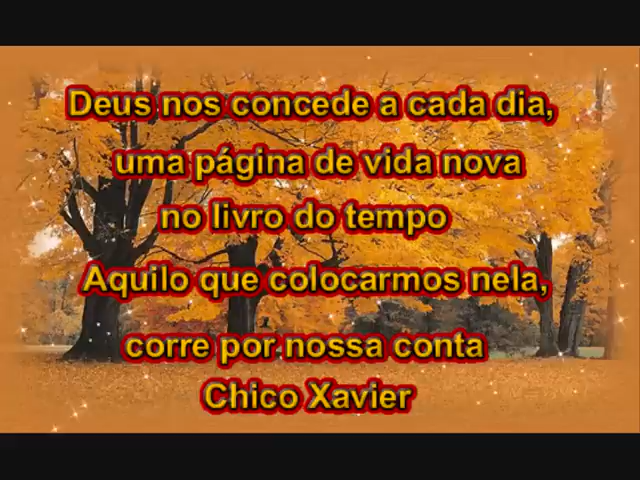 Deus nos concede a cada dia,
uma página de vida nova
no livro do tempo
Aquilo que colocarmos nela,
corre por nossa conta
Chico Xavier